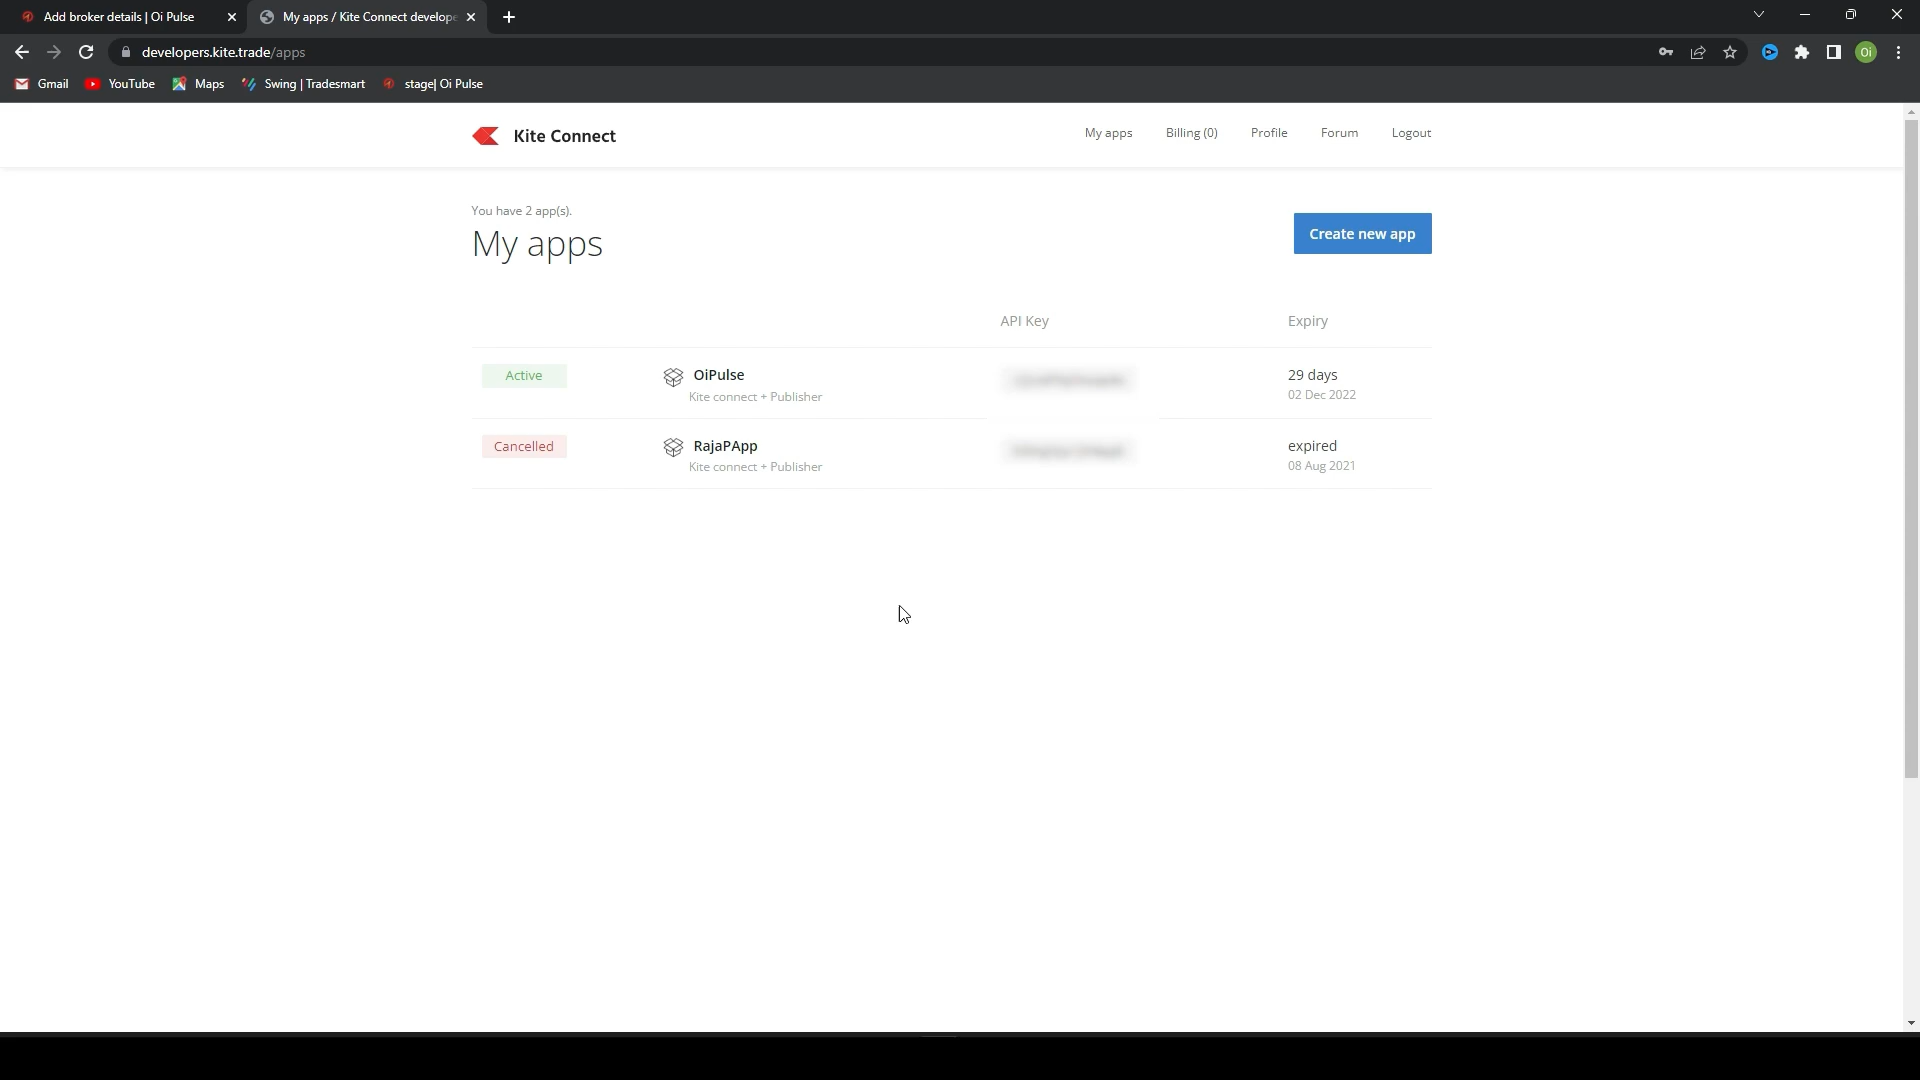 Add broker details | Oi Pulse
My apps / Kite Connect develope
developers.kite.trade/apps
Oi
Gmail
YouTube
Maps
Swing | Tradesmart
stage| Oi Pulse
Kite Connect
My apps
Billing (0)
Profile
Forum
Logout
You have 2 app(s).
My apps
Create new app
API Key
Expiry
Active
OiPulse
29 days
Kite connect + Publisher
02 Dec 2022
Cancelled
RajaPApp
expired
Kite connect + Publisher
08 Aug 2021